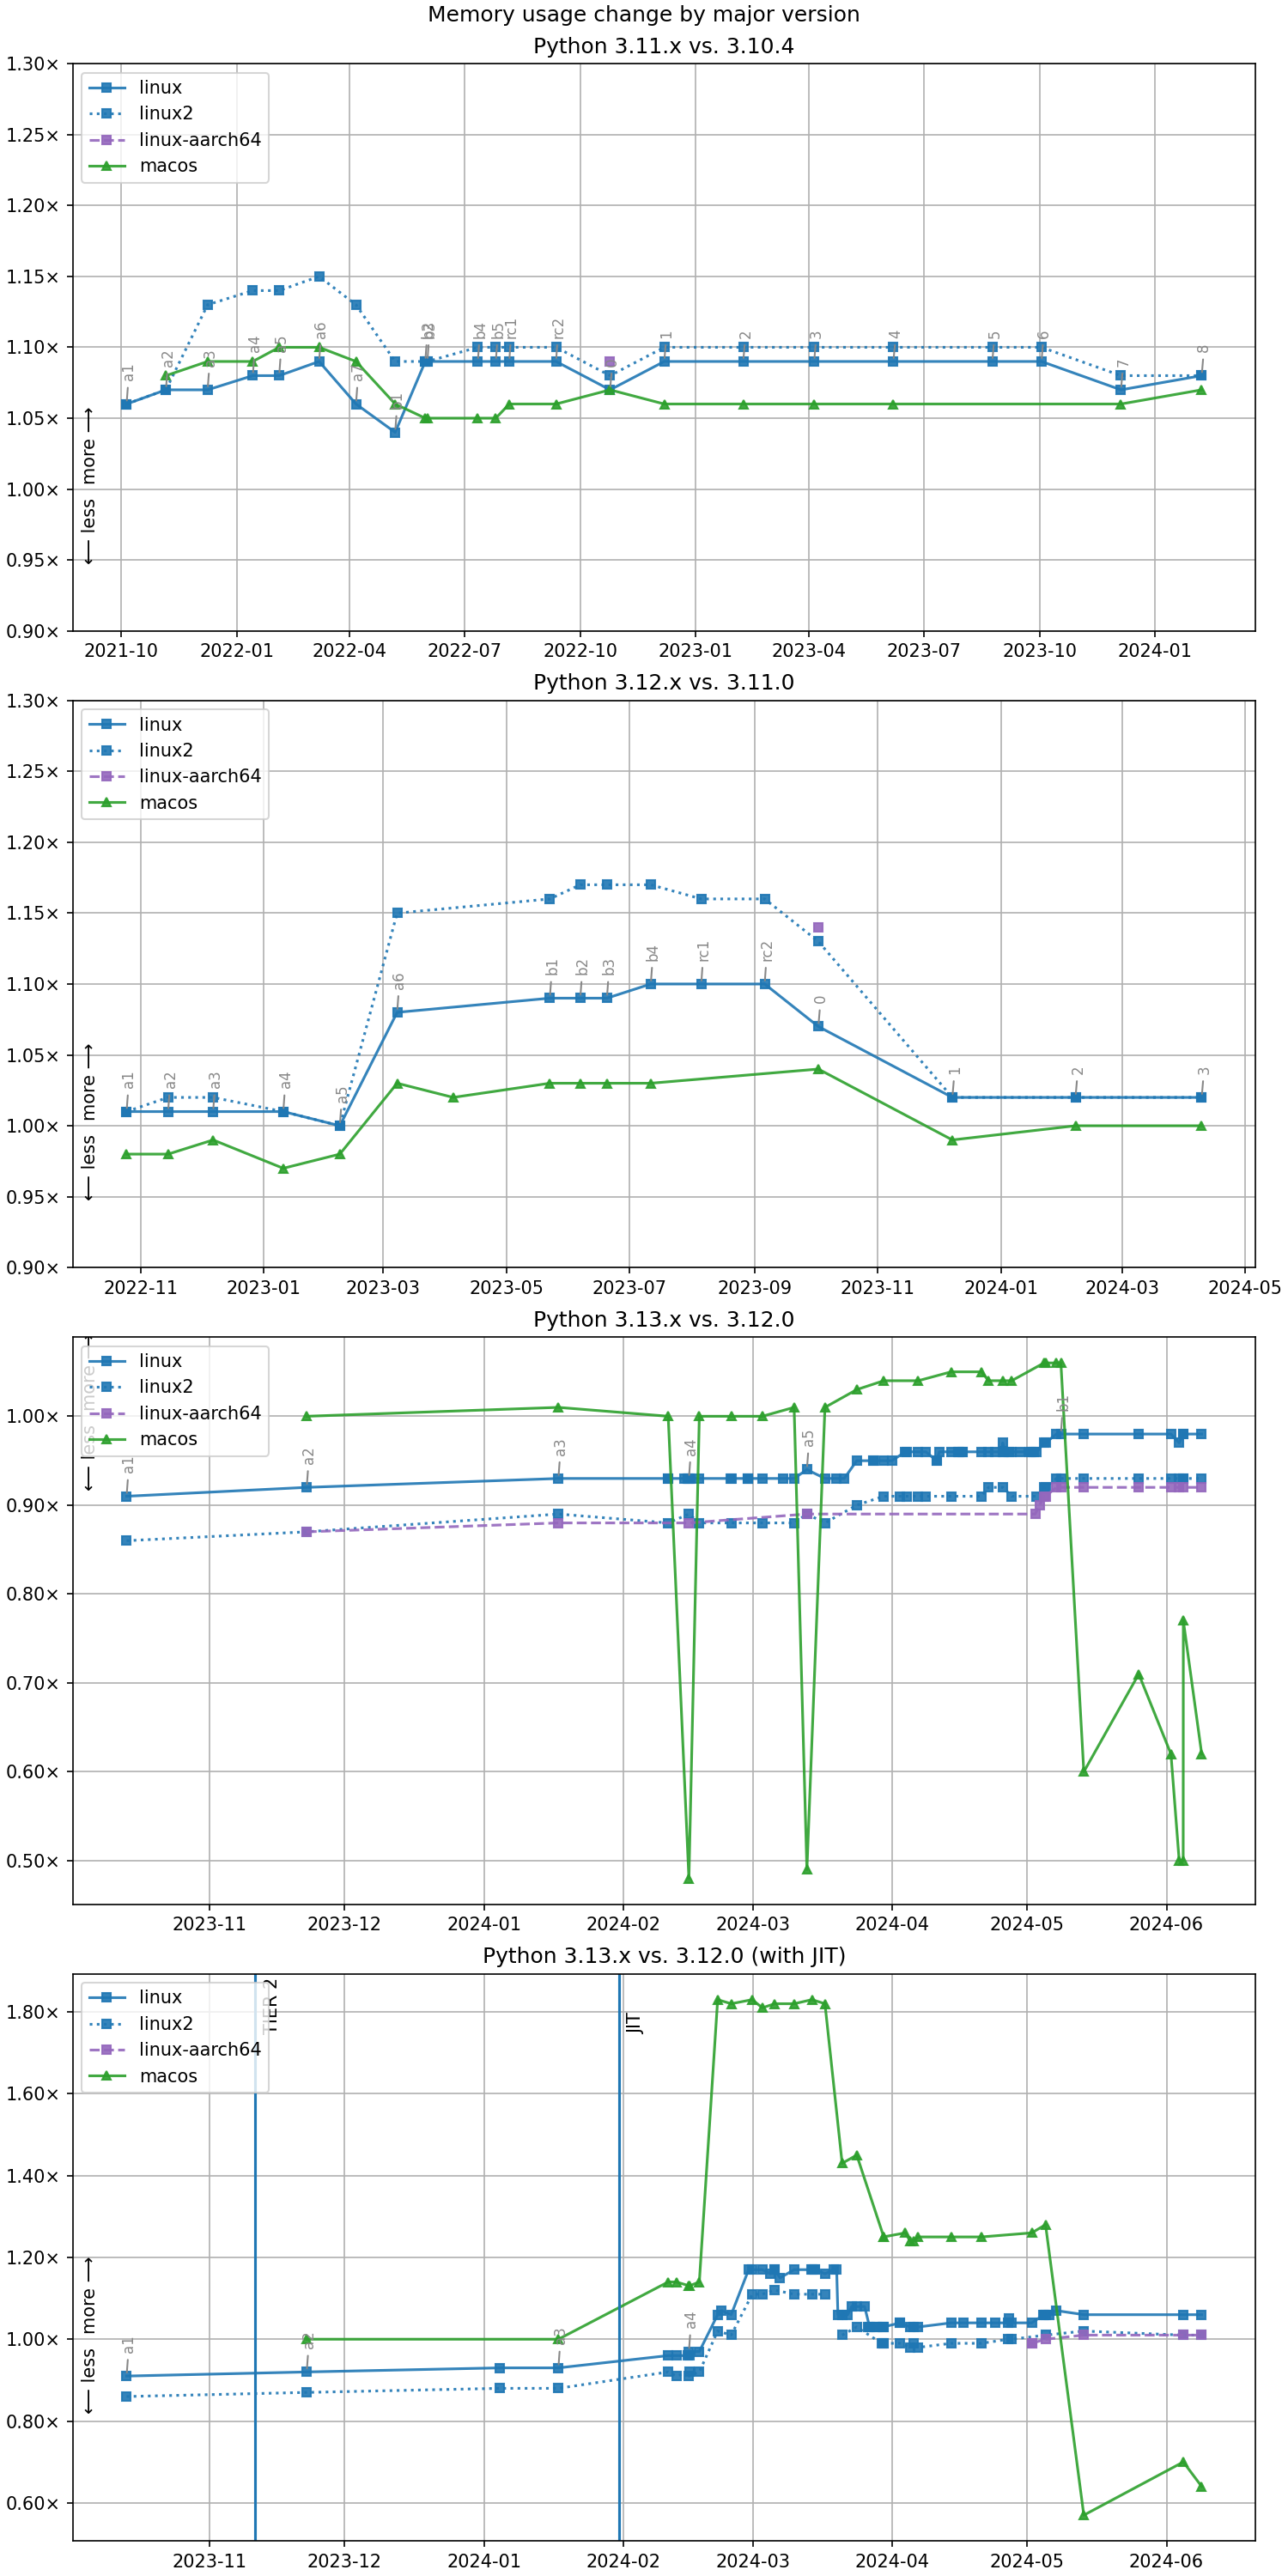 Memory usage change by major version
Python 3.11.x vs. 3.10.4
1.30×
1.25×
1.20×
1.15×
1.10×
1.05×
1.00×
0.95×
0.90×
linux
linux2
linux-aarch64
macos
← less more →
a1
a2
a3
a4
a5
a6
a7
b1
b4
b5
rc1
rc2
1
2
3
4
5
6
7
8
2021-10 2022-01 2022-04 2022-07 2022-10 2023-01 2023-04 2023-07 2023-10 2024-01
Python 3.12.x vs. 3.11.0
1.30×
1.25×
1.20×
1.15×
1.10×
1.05×
1.00×
0.95×
0.90×
linux
linux2
linux-aarch64
macos
← less more →
a1
a2
a3
a4
a5
a6
b1
b2
b3
b4
rc1
rc2
0
1
2
3
2022-11 2023-01 2023-03 2023-05 2023-07 2023-09 2023-11 2024-01 2024-03 2024-05
Python 3.13.x vs. 3.12.0
1.00×
0.90×
0.80×
0.70×
0.60×
0.50×
linux
linux2
linux-aarch64
macos
← less more →
a1
a2
a3
a4
a5
b1
2023-11 2023-12 2024-01 2024-02 2024-03 2024-04 2024-05 2024-06
Python 3.13.x vs. 3.12.0 (with JIT)
1.80×
1.60×
1.40×
1.20×
1.00×
0.80×
0.60×
linux
linux2
linux-aarch64
macos
TIER 2
JIT
← less more →
a1
a2
a3
a4
2023-11 2023-12 2024-01 2024-02 2024-03 2024-04 2024-05 2024-06